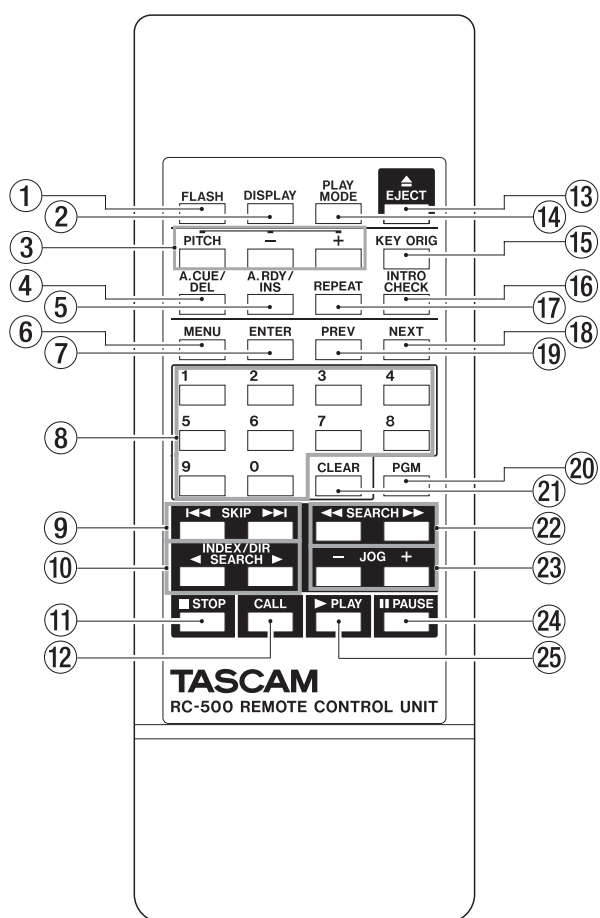 FLASH DISPLAY PLAY MODE EJECT
1 2 13 14
PITCH − + KEY ORIG
3 15
A.CUE/DEL A.RDY/INS REPEAT INTRO CHECK
4 5 16 17
MENU ENTER PREV NEXT
6 7 18 19
1 2 3 4
5 6 7 8
8
9 0 CLEAR PGM
20 21
SKIP SEARCH
9 22
INDEX/DIR SEARCH − JOG +
10 23
STOP CALL PLAY PAUSE
11 12 24 25
TASCAM
RC-500 REMOTE CONTROL UNIT